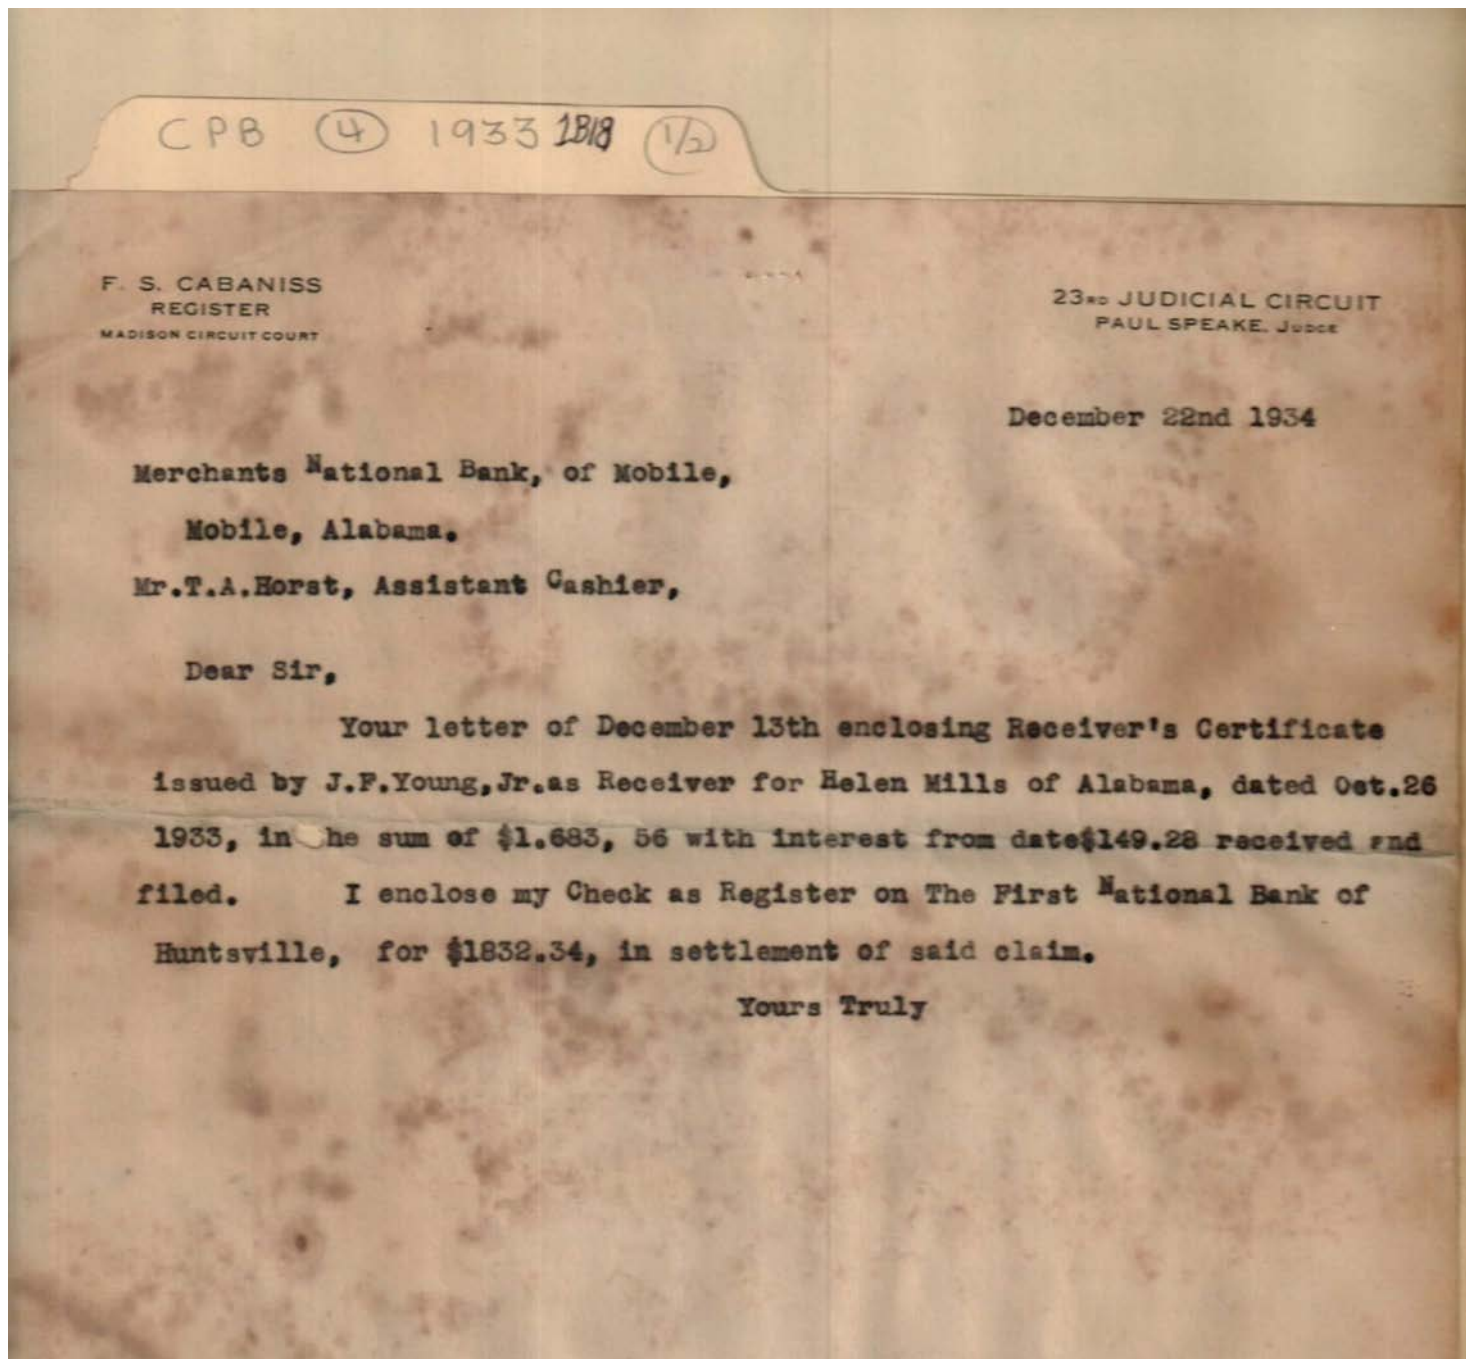 CPB 4 1933 1B18 1/2
F. S. CABANISS
REGISTER
MADISON CIRCUIT COURT
23RD JUDICIAL CIRCUIT
PAUL SPEAKE, JUDGE
December 22nd 1934
Merchants National Bank, of Mobile,
Mobile, Alabama.
Mr.T.A.Horst, Assistant Cashier,
Dear Sir,
Your letter of December 13th enclosing Receiver's Certificate
issued by J.F.Young,Jr.as Receiver for Helen Mills of Alabama, dated Oct.26
1933, in he sum of $1.683, 56 with interest from date$149.28 received and
filed. I enclose my Check as Register on The First National Bank of
Huntsville, for $1832.34, in settlement of said claim.
Yours Truly